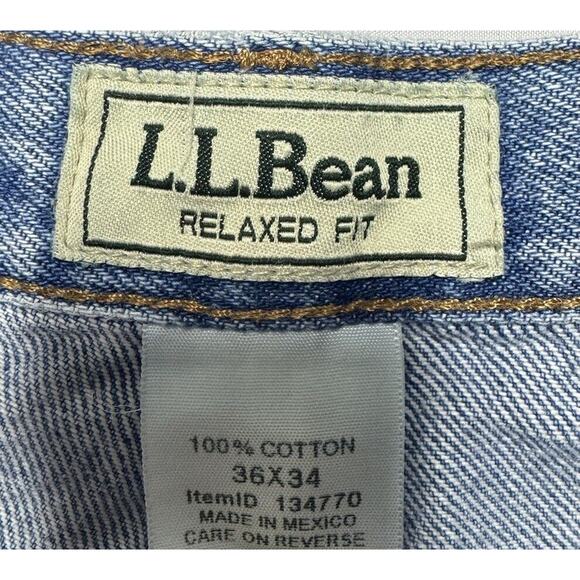 L.L.Bean
RELAXED FIT
100% COTTON
36X34
ItemID 134770
MADE IN MEXICO
CARE ON REVERSE